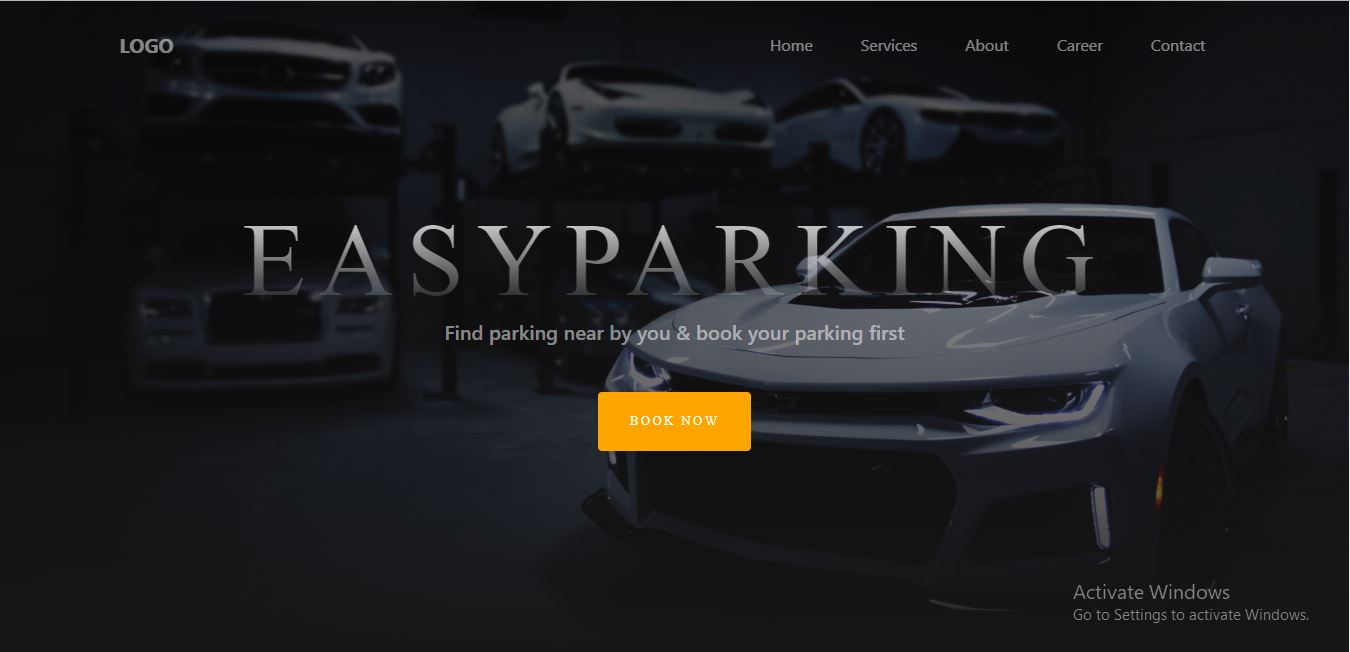 LOGO
Home Services About Career Contact
EASYPARKING
Find parking near by you & book your parking first
BOOK NOW
Activate Windows
Go to Settings to activate Windows.